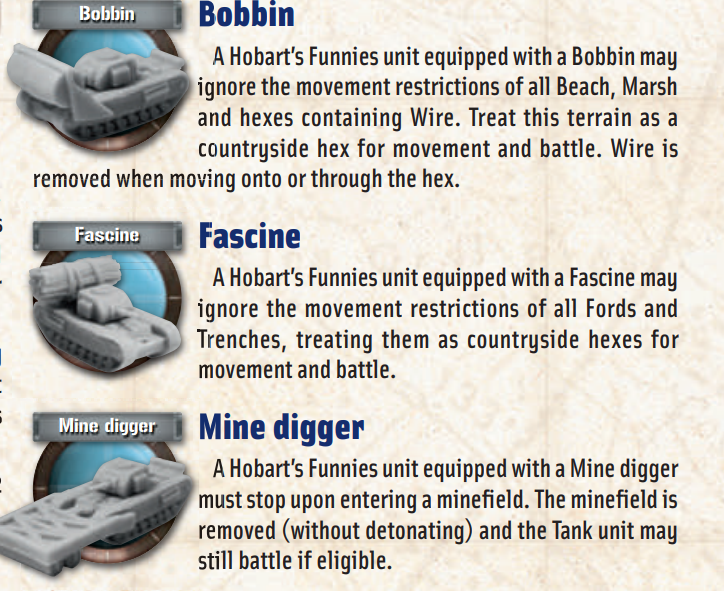 Bobbin
Bobbin
A Hobart's Funnies unit equipped with a Bobbin may
ignore the movement restrictions of all Beach, Marsh
and hexes containing Wire. Treat this terrain as a
countryside hex for movement and battle. Wire is
removed when moving onto or through the hex.
Fascine
Fascine
A Hobart's Funnies unit equipped with a Fascine may
ignore the movement restrictions of all Fords and
Trenches, treating them as countryside hexes for
movement and battle.
Mine digger
Mine digger
A Hobart's Funnies unit equipped with a Mine digger
must stop upon entering a minefield. The minefield is
removed (without detonating) and the Tank unit may
still battle if eligible.